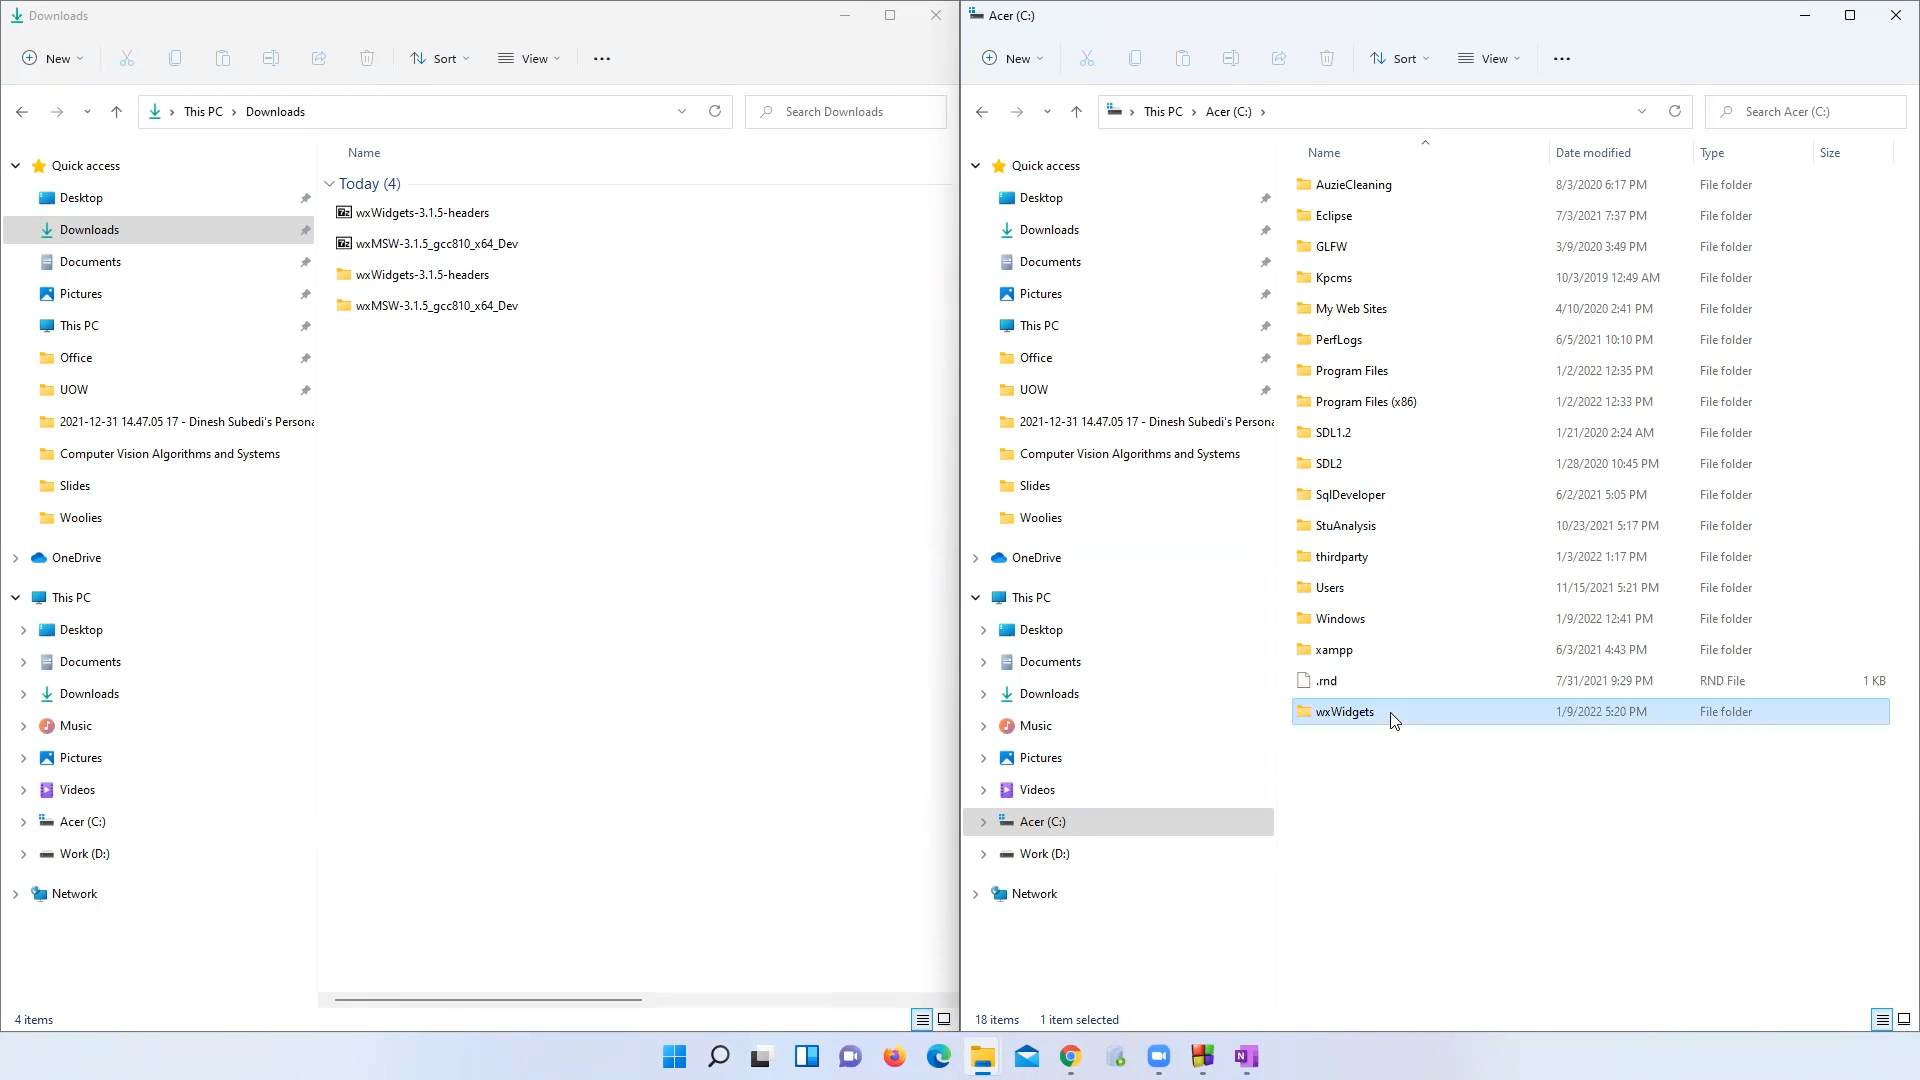 Downloads
New
Sort
View
This PC
Downloads
Search Downloads
Quick access
Desktop
Downloads
Documents
Pictures
This PC
Office
UOW
2021-12-31 14.47.05 17 - Dinesh Subedi's Persona
Computer Vision Algorithms and Systems
Slides
Woolies
OneDrive
This PC
Desktop
Documents
Downloads
Music
Pictures
Videos
Acer (C:)
Work (D:)
Network
Name
Today (4)
wxWidgets-3.1.5-headers
wxMSW-3.1.5_gcc810_x64_Dev
wxWidgets-3.1.5-headers
wxMSW-3.1.5_gcc810_x64_Dev
4 items
Acer (C:)
New
Sort
View
This PC
Acer (C:)
Search Acer (C:)
Quick access
Desktop
Downloads
Documents
Pictures
This PC
Office
UOW
2021-12-31 14.47.05 17 - Dinesh Subedi's Persona
Computer Vision Algorithms and Systems
Slides
Woolies
OneDrive
This PC
Desktop
Documents
Downloads
Music
Pictures
Videos
Acer (C:)
Work (D:)
Network
Name Date modified Type Size
AuzieCleaning 8/3/2020 6:17 PM File folder
Eclipse 7/3/2021 7:37 PM File folder
GLFW 3/9/2020 3:49 PM File folder
Kpcms 10/3/2019 12:49 AM File folder
My Web Sites 4/10/2020 2:41 PM File folder
PerfLogs 6/5/2021 10:10 PM File folder
Program Files 1/2/2022 12:35 PM File folder
Program Files (x86) 1/2/2022 12:33 PM File folder
SDL1.2 1/21/2020 2:24 AM File folder
SDL2 1/28/2020 10:45 PM File folder
SqlDeveloper 6/2/2021 5:05 PM File folder
StuAnalysis 10/23/2021 5:17 PM File folder
thirdparty 1/3/2022 1:17 PM File folder
Users 11/15/2021 5:21 PM File folder
Windows 1/9/2022 12:41 PM File folder
xampp 6/3/2021 4:43 PM File folder
.rnd 7/31/2021 9:29 PM RND File 1 KB
wxWidgets 1/9/2022 5:20 PM File folder
18 items 1 item selected